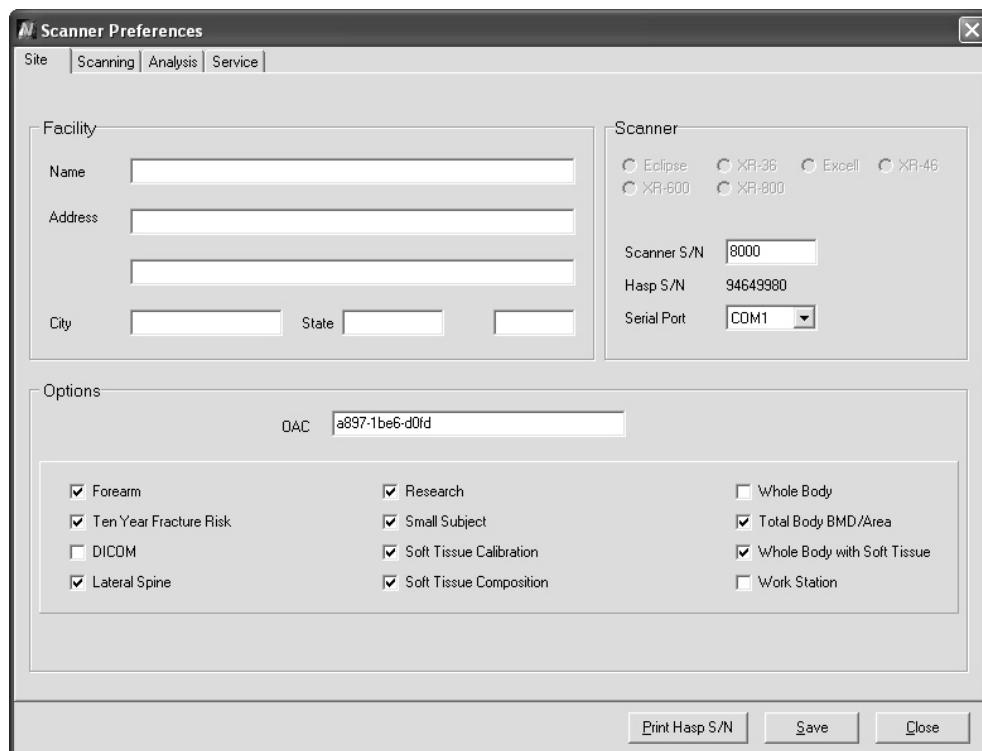 Scanner Preferences
Site Scanning Analysis Service
Facility
Name
Address
City State
Scanner
Eclipse XR-36 Excell XR-46
XR-600 XR-800
Scanner S/N 8000
Hasp S/N 94649980
Serial Port COM1
Options
OAC a897-1be6-d0fd
Forearm Research Whole Body
Ten Year Fracture Risk Small Subject Total Body BMD/Area
DICOM Soft Tissue Calibration Whole Body with Soft Tissue
Lateral Spine Soft Tissue Composition Work Station
Print Hasp S/N Save Close